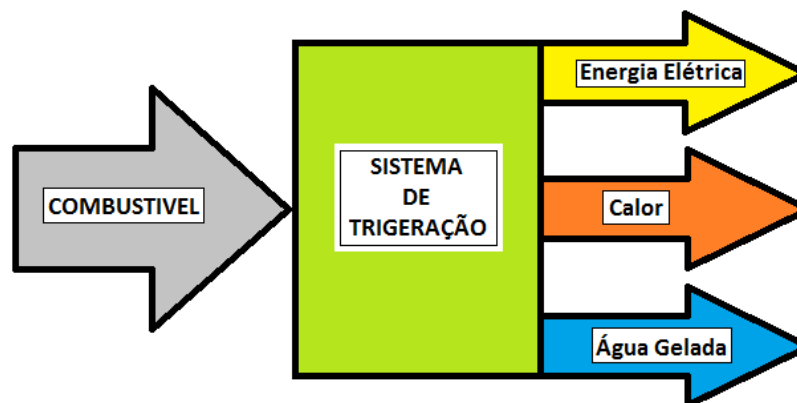 COMBUSTIVEL
SISTEMA
DE
TRIGERAÇÃO
Energia Elétrica
Calor
Água Gelada